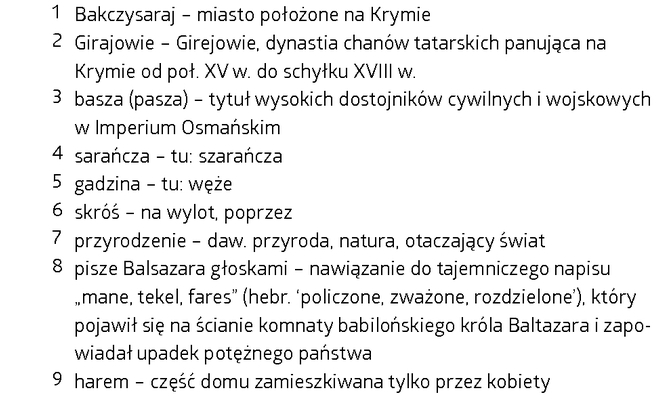 1 Bakczysaraj – miasto położone na Krymie
2 Girajowie – Girejowie, dynastia chanów tatarskich panująca na
Krymie od poł. XV w. do schyłku XVIII w.
3 basza (pasza) – tytuł wysokich dostojników cywilnych i wojskowych
w Imperium Osmańskim
4 sarańcza – tu: szarańcza
5 gadzina – tu: węże
6 skróś – na wylot, poprzez
7 przyrodzenie – daw. przyroda, natura, otaczający świat
8 pisze Balsazara głoskami – nawiązanie do tajemniczego napisu
„mane, tekel, fares” (hebr. ‘policzone, zważone, rozdzielone’), który
pojawił się na ścianie komnaty babilońskiego króla Baltazara i zapo-
wiadał upadek potężnego państwa
9 harem – część domu zamieszkiwana tylko przez kobiety